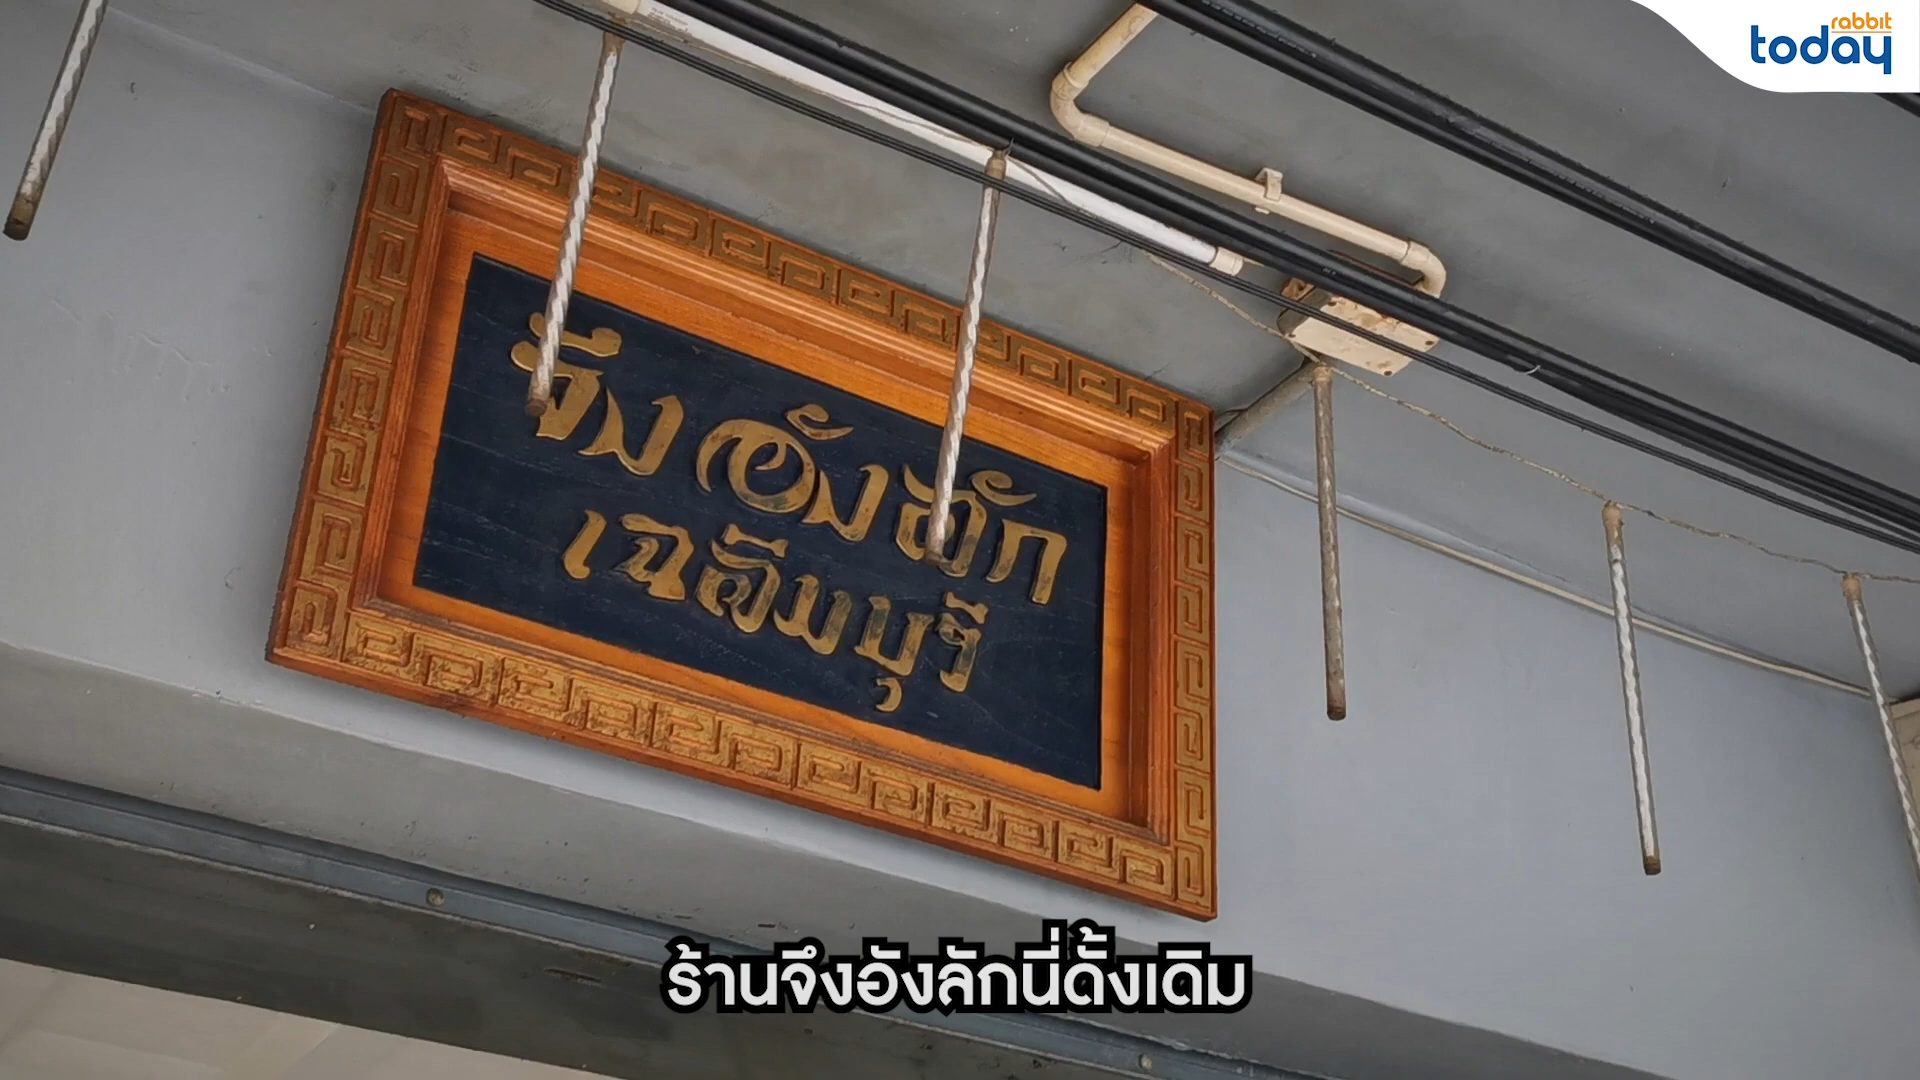 rabbit
today
จึงอังลัก
เฉลิมบุรี
ร้านจึงอังลักนี่ดั้งเดิม